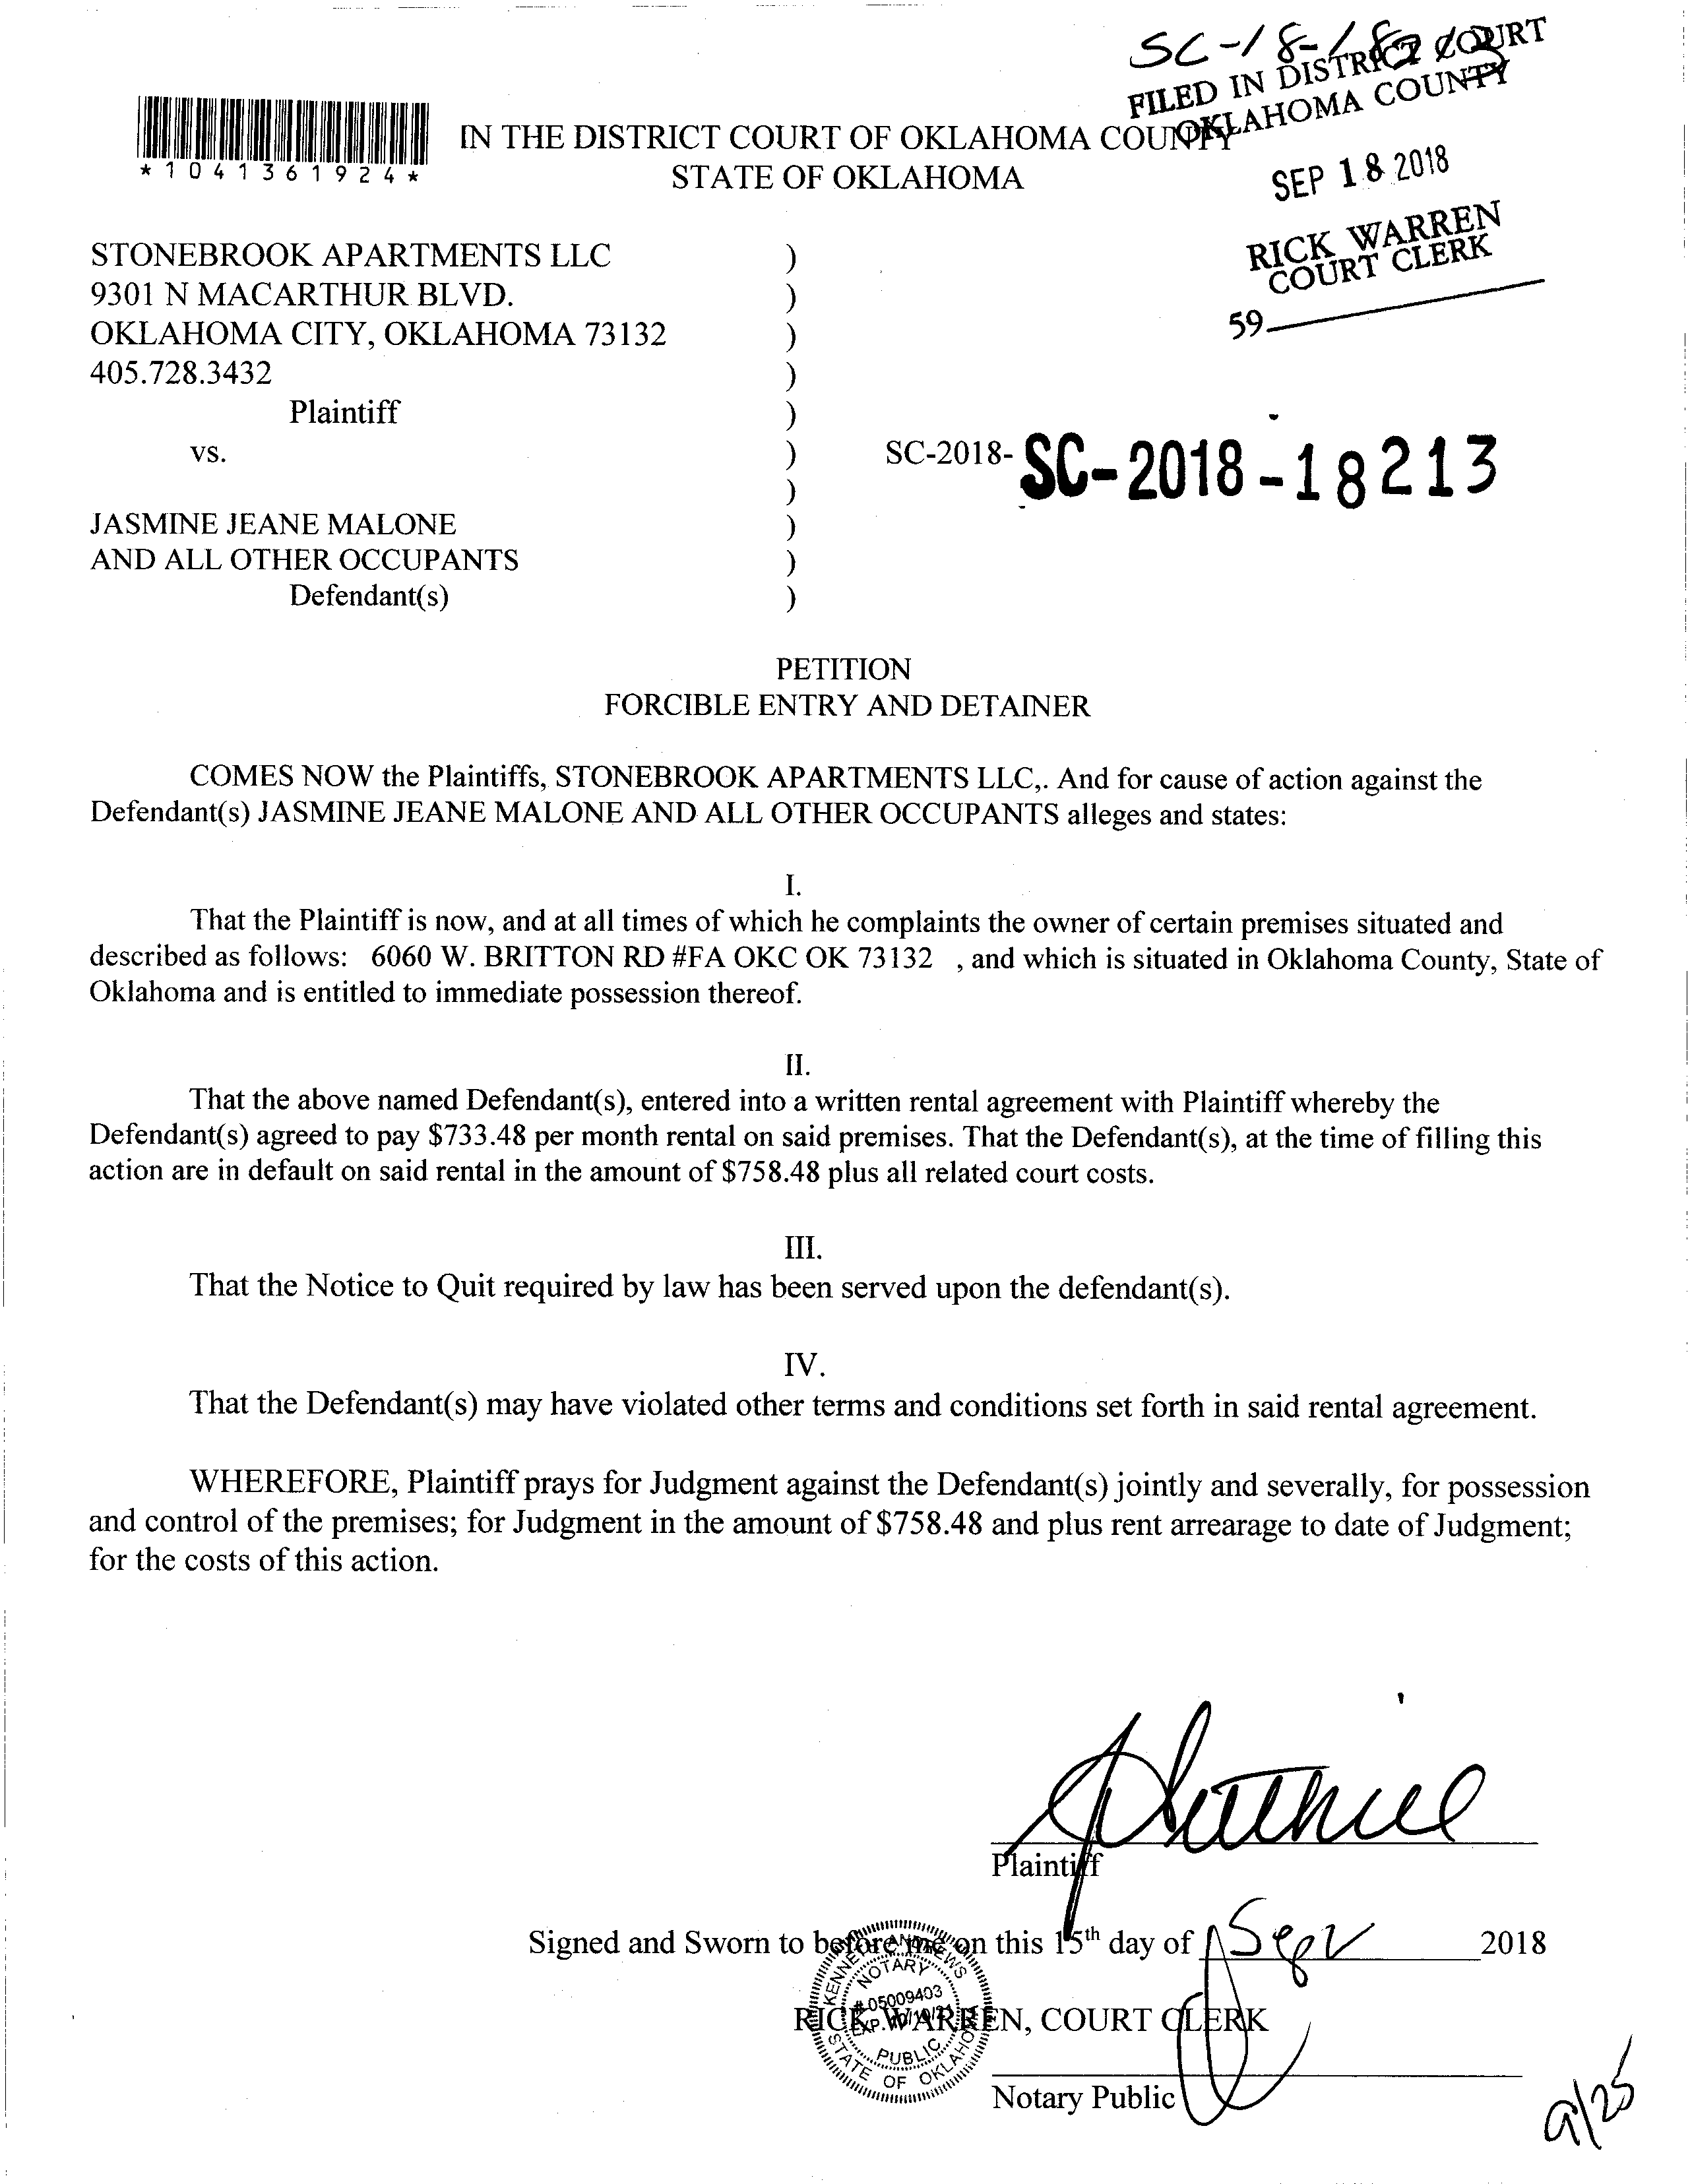 SC-18-18213
FILED IN DISTRICT COURT
OKLAHOMA COUNTY
*1041361924*
IN THE DISTRICT COURT OF OKLAHOMA COUNTY
STATE OF OKLAHOMA
SEP 18 2018
RICK WARREN
COURT CLERK
59
STONEBROOK APARTMENTS LLC )
9301 N MACARTHUR BLVD. )
OKLAHOMA CITY, OKLAHOMA 73132 )
405.728.3432 )
Plaintiff )
vs. ) SC-2018- SC-2018-18213
)
JASMINE JEANE MALONE )
AND ALL OTHER OCCUPANTS )
Defendant(s) )
PETITION
FORCIBLE ENTRY AND DETAINER
COMES NOW the Plaintiffs, STONEBROOK APARTMENTS LLC,. And for cause of action against the
Defendant(s) JASMINE JEANE MALONE AND ALL OTHER OCCUPANTS alleges and states:
I.
That the Plaintiff is now, and at all times of which he complaints the owner of certain premises situated and
described as follows: 6060 W. BRITTON RD #FA OKC OK 73132 , and which is situated in Oklahoma County, State of
Oklahoma and is entitled to immediate possession thereof.
II.
That the above named Defendant(s), entered into a written rental agreement with Plaintiff whereby the
Defendant(s) agreed to pay $733.48 per month rental on said premises. That the Defendant(s), at the time of filling this
action are in default on said rental in the amount of $758.48 plus all related court costs.
III.
That the Notice to Quit required by law has been served upon the defendant(s).
IV.
That the Defendant(s) may have violated other terms and conditions set forth in said rental agreement.
WHEREFORE, Plaintiff prays for Judgment against the Defendant(s) jointly and severally, for possession
and control of the premises; for Judgment in the amount of $758.48 and plus rent arrearage to date of Judgment;
for the costs of this action.
Plaintiff
Signed and Sworn to before me on this 15th day of Sept 2018
KENNE ANDREWS
NOTARY
# 05009403
EXP. 10/19/21
PUBLIC
STATE OF OKLAHOMA
RICK WARREN, COURT CLERK
Notary Public
9/25